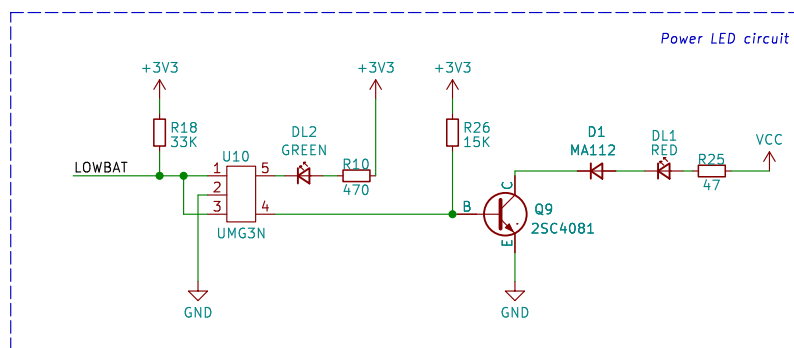 Power LED circuit
+3V3
+3V3
+3V3
R18
33K
U10
DL2
GREEN
R26
15K
D1
MA112
DL1
RED
VCC
R10
470
R25
47
LOWBAT
1
2
3
5
4
UMG3N
B
C
E
Q9
2SC4081
GND
GND